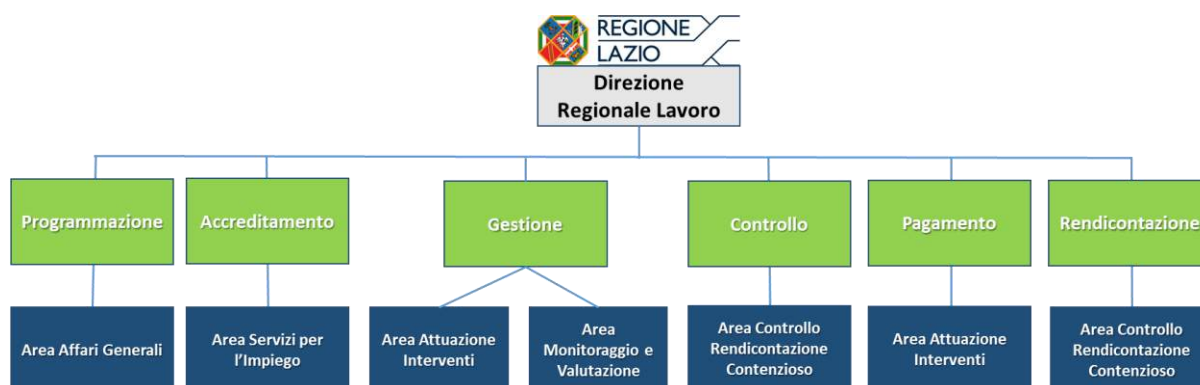 REGIONE
LAZIO
Direzione
Regionale Lavoro
Programmazione
Accreditamento
Gestione
Controllo
Pagamento
Rendicontazione
Area Affari Generali
Area Servizi per
l'Impiego
Area Attuazione
Interventi
Area
Monitoraggio e
Valutazione
Area Controllo
Rendicontazione
Contenzioso
Area Attuazione
Interventi
Area Controllo
Rendicontazione
Contenzioso